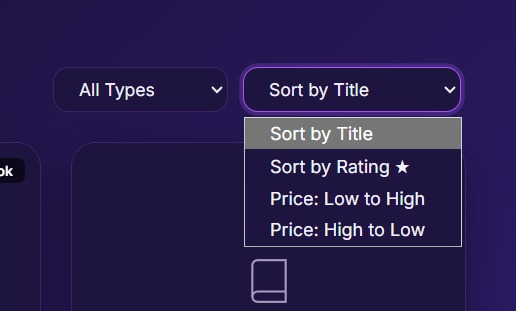 All Types
Sort by Title
Sort by Title
ok
Sort by Rating ★
Price: Low to High
Price: High to Low